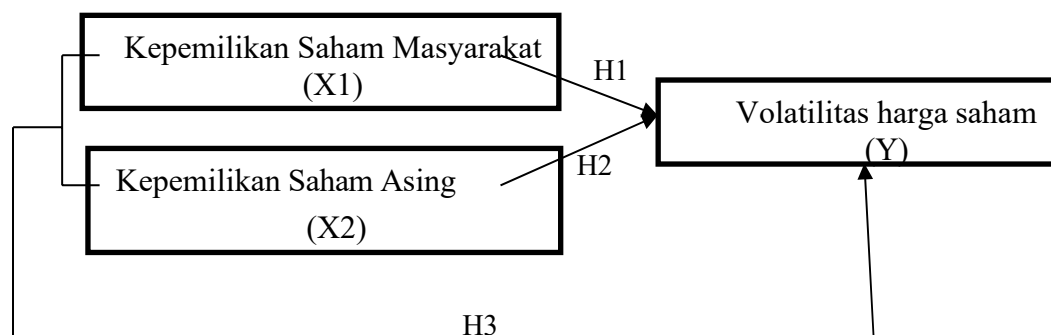 Kepemilikan Saham Masyarakat
(X1)
H1
Volatilitas harga saham
(Y)
H2
Kepemilikan Saham Asing
(X2)
H3